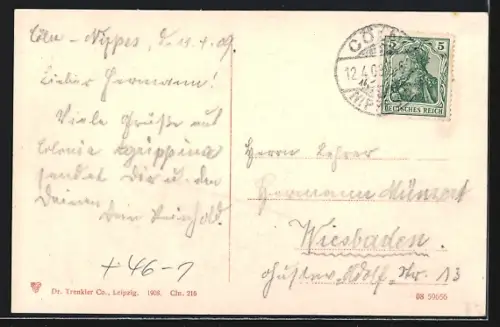 Cöln – Nippes, d. 13.4.09
Lieber Hermann!
Viele Grüße aus
Colonia Agrippina
sendet Dir u. den
Deinen
Dein Reinhold.
+46-7
Dr. Trenkler Co., Leipzig. 1908. Cln. 216
CÖLN
12.4.09
NIPPES
5
DEUTSCHES REICH
Herrn Lehrer
Hermann Münzert
Wiesbaden.
Gustav Adolf Str. 13
08 59656